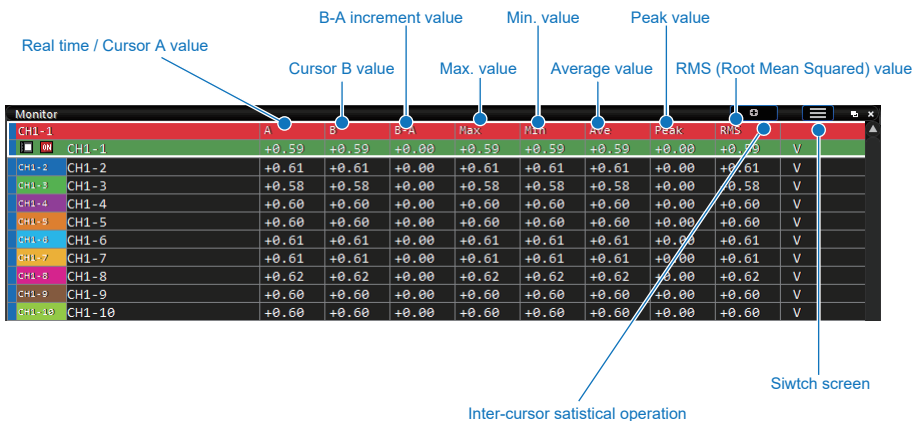 B-A increment value Min. value Peak value
Real time / Cursor A value
Cursor B value Max. value Average value RMS (Root Mean Squared) value
Monitor
CH1-1 A B B-A Max Min Ave Peak RMS
ON CH1-1 +0.59 +0.59 +0.00 +0.59 +0.59 +0.59 +0.00 +0.59 V
CH1-2 CH1-2 +0.61 +0.61 +0.00 +0.61 +0.61 +0.61 +0.00 +0.61 V
CH1-3 CH1-3 +0.58 +0.58 +0.00 +0.58 +0.58 +0.58 +0.00 +0.58 V
CH1-4 CH1-4 +0.60 +0.60 +0.00 +0.60 +0.60 +0.60 +0.00 +0.60 V
CH1-5 CH1-5 +0.60 +0.60 +0.00 +0.60 +0.60 +0.60 +0.00 +0.60 V
CH1-6 CH1-6 +0.61 +0.61 +0.00 +0.61 +0.61 +0.61 +0.00 +0.61 V
CH1-7 CH1-7 +0.61 +0.61 +0.00 +0.61 +0.61 +0.61 +0.00 +0.61 V
CH1-8 CH1-8 +0.62 +0.62 +0.00 +0.62 +0.62 +0.62 +0.00 +0.62 V
CH1-9 CH1-9 +0.60 +0.60 +0.00 +0.60 +0.60 +0.60 +0.00 +0.60 V
CH1-10 CH1-10 +0.60 +0.60 +0.00 +0.60 +0.60 +0.60 +0.00 +0.60 V
Siwtch screen
Inter-cursor satistical operation